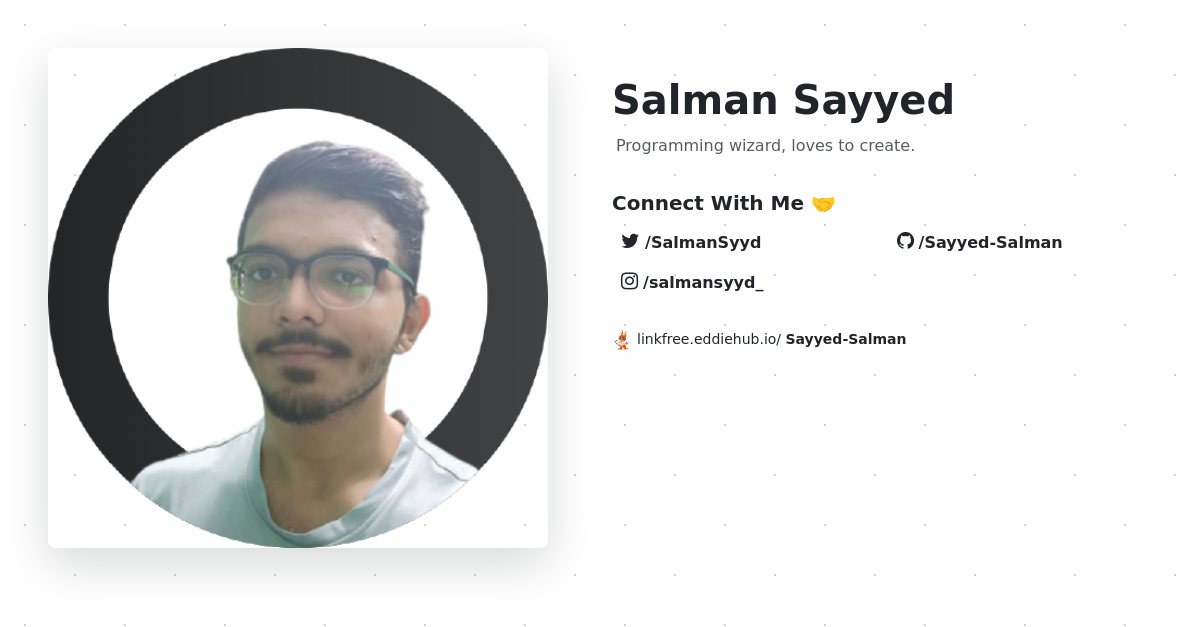 Salman Sayyed
Programming wizard, loves to create.
Connect With Me 🤝
/SalmanSyyd
/Sayyed-Salman
/salmansyyd_
linkfree.eddiehub.io/ Sayyed-Salman